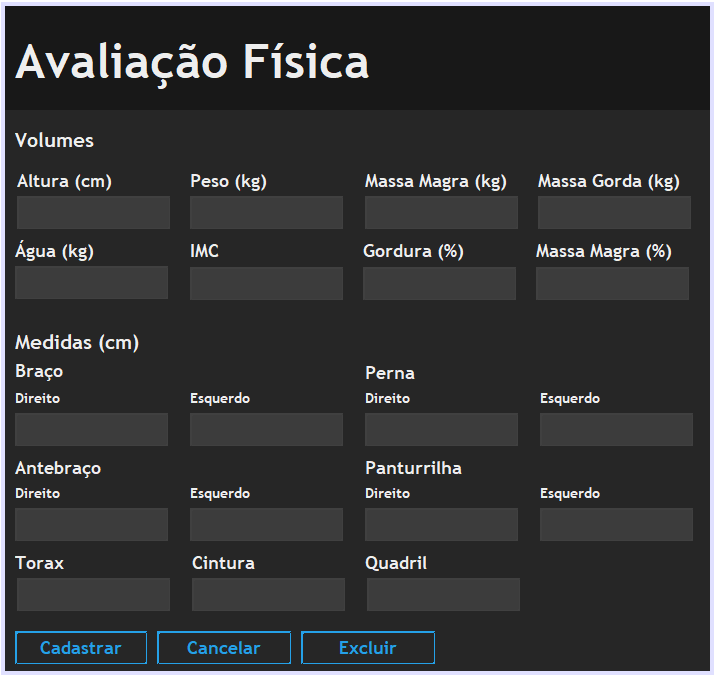 Avaliação Física
Volumes
Altura (cm) Peso (kg) Massa Magra (kg) Massa Gorda (kg)
Água (kg) IMC Gordura (%) Massa Magra (%)
Medidas (cm)
Braço Perna
Direito Esquerdo Direito Esquerdo
Antebraço Panturrilha
Direito Esquerdo Direito Esquerdo
Torax Cintura Quadril
Cadastrar Cancelar Excluir